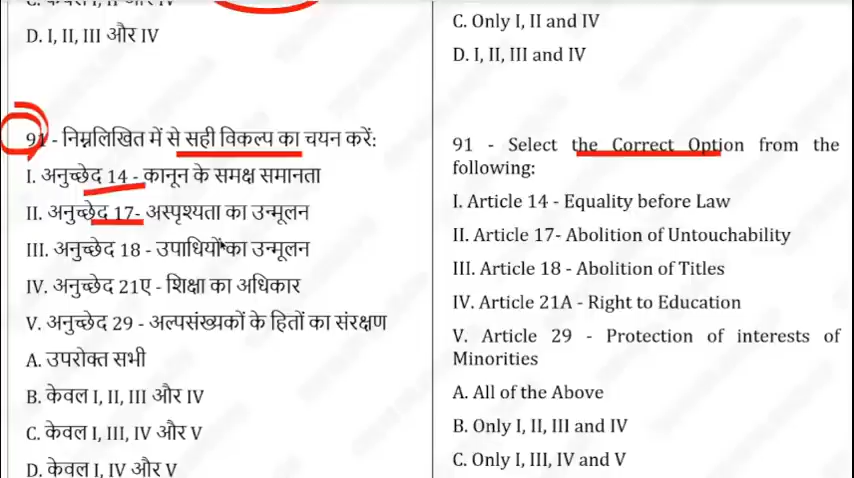 D. I, II, III और IV
91 - निम्नलिखित में से सही विकल्प का चयन करें:
I. अनुच्छेद 14 - कानून के समक्ष समानता
II. अनुच्छेद 17- अस्पृश्यता का उन्मूलन
III. अनुच्छेद 18 - उपाधियों का उन्मूलन
IV. अनुच्छेद 21ए - शिक्षा का अधिकार
V. अनुच्छेद 29 - अल्पसंख्यकों के हितों का संरक्षण
A. उपरोक्त सभी
B. केवल I, II, III और IV
C. केवल I, III, IV और V
D. केवल I, IV और V
C. Only I, II and IV
D. I, II, III and IV
91 - Select the Correct Option from the
following:
I. Article 14 - Equality before Law
II. Article 17- Abolition of Untouchability
III. Article 18 - Abolition of Titles
IV. Article 21A - Right to Education
V. Article 29 - Protection of interests of
Minorities
A. All of the Above
B. Only I, II, III and IV
C. Only I, III, IV and V